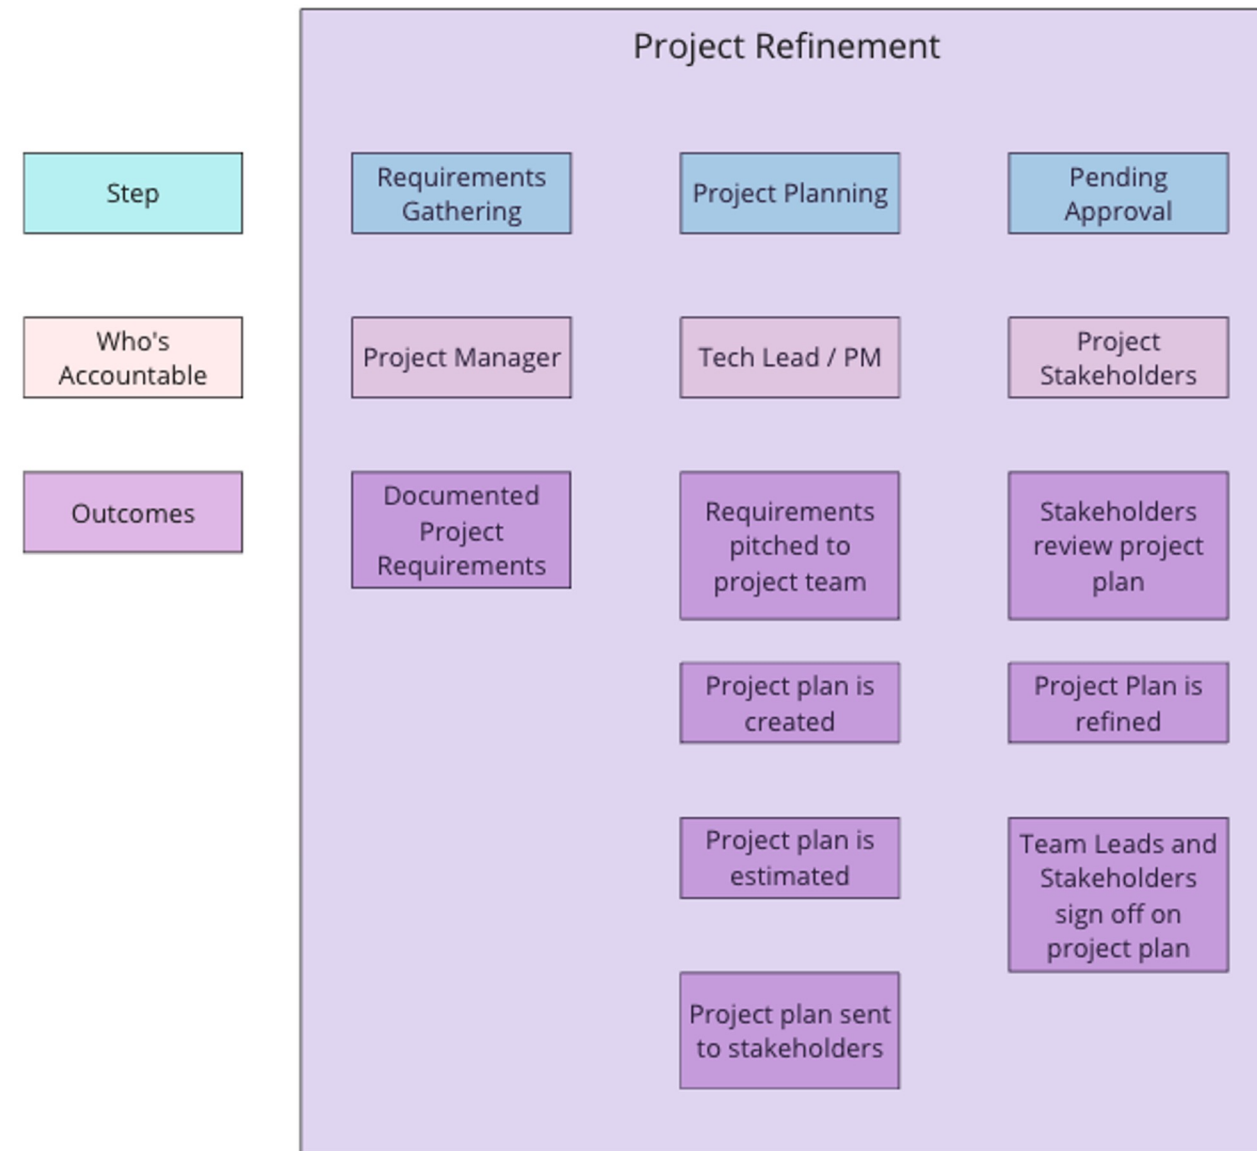 Project Refinement
Step
Requirements
Gathering
Project Planning
Pending
Approval
Who's
Accountable
Project Manager
Tech Lead / PM
Project
Stakeholders
Outcomes
Documented
Project
Requirements
Requirements
pitched to
project team
Stakeholders
review project
plan
Project plan is
created
Project Plan is
refined
Project plan is
estimated
Team Leads and
Stakeholders
sign off on
project plan
Project plan sent
to stakeholders